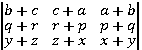 |b + c  c + a  a + b|
|q + r  r + p  p + q|
|y + z  z + x  x + y|